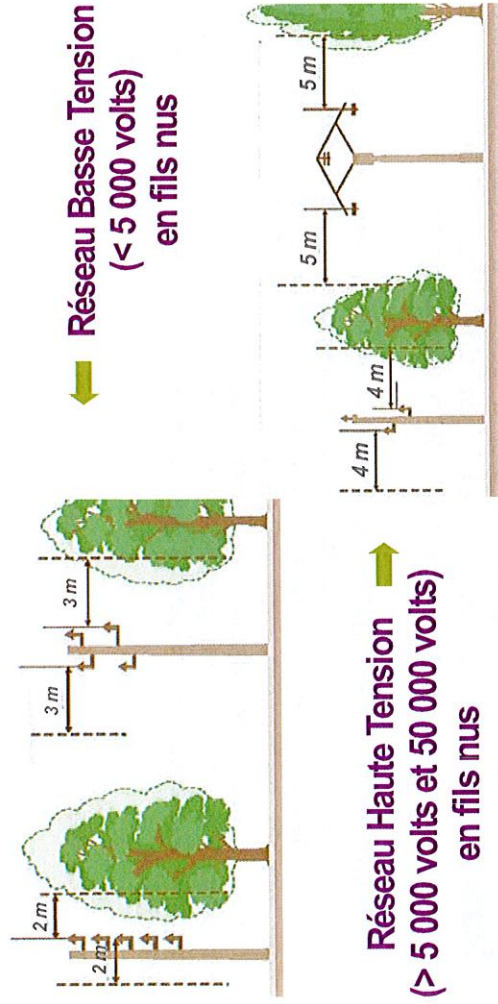 Réseau Basse Tension
(< 5 000 volts)
en fils nus
2 m
2 m
3 m
3 m
Réseau Haute Tension
(> 5 000 volts et 50 000 volts)
en fils nus
4 m
4 m
5 m
5 m